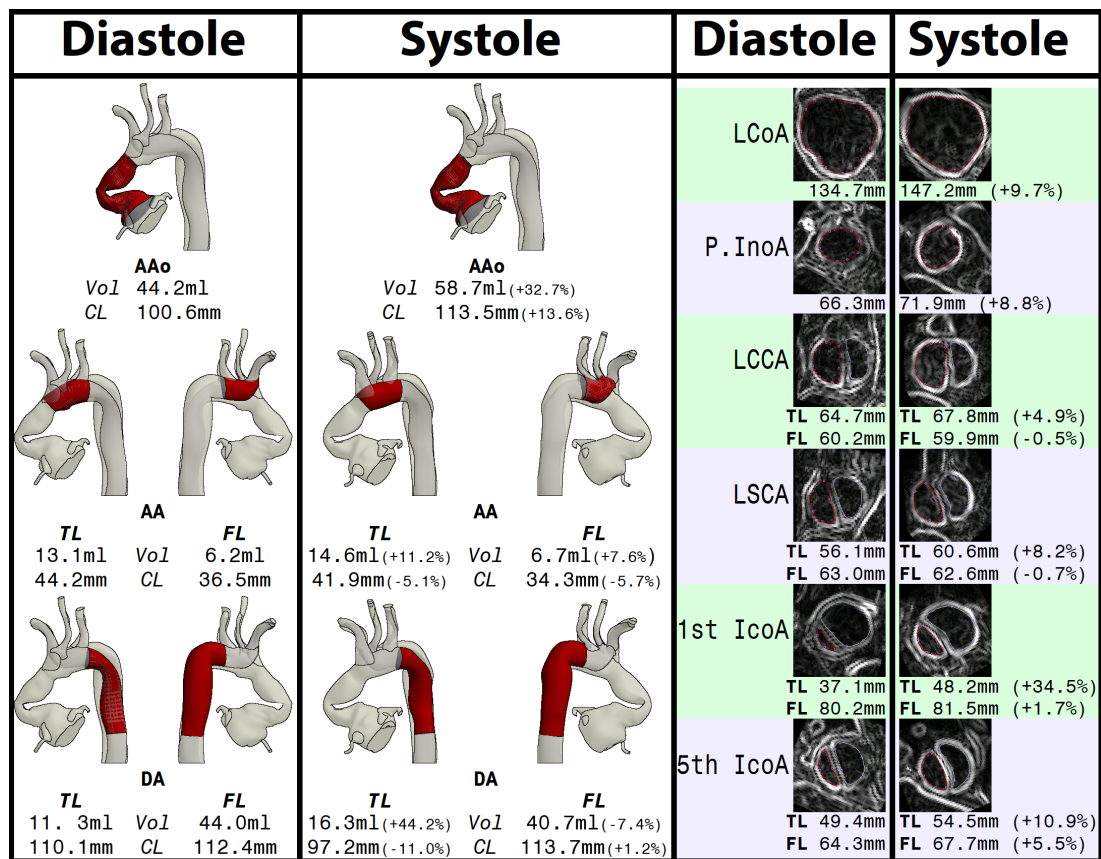 Diastole
Systole
Diastole
Systole
AAo
Vol 44.2ml
CL 100.6mm
AAo
Vol 58.7ml(+32.7%)
CL 113.5mm(+13.6%)
AA
TL FL
13.1ml Vol 6.2ml
44.2mm CL 36.5mm
AA
TL FL
14.6ml(+11.2%) Vol 6.7ml(+7.6%)
41.9mm(-5.1%) CL 34.3mm(-5.7%)
DA
TL FL
11. 3ml Vol 44.0ml
110.1mm CL 112.4mm
DA
TL FL
16.3ml(+44.2%) Vol 40.7ml(-7.4%)
97.2mm(-11.0%) CL 113.7mm(+1.2%)
LCoA
134.7mm 147.2mm (+9.7%)
P.InoA
66.3mm 71.9mm (+8.8%)
LCCA
TL 64.7mm TL 67.8mm (+4.9%)
FL 60.2mm FL 59.9mm (-0.5%)
LSCA
TL 56.1mm TL 60.6mm (+8.2%)
FL 63.0mm FL 62.6mm (-0.7%)
1st IcoA
TL 37.1mm TL 48.2mm (+34.5%)
FL 80.2mm FL 81.5mm (+1.7%)
5th IcoA
TL 49.4mm TL 54.5mm (+10.9%)
FL 64.3mm FL 67.7mm (+5.5%)